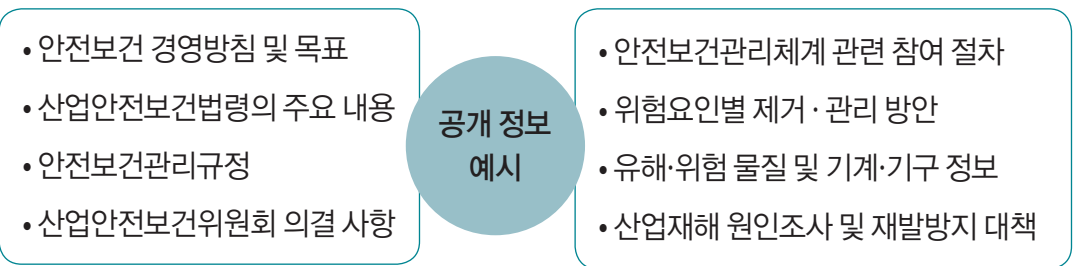 • 안전보건 경영방침 및 목표
• 산업안전보건법령의 주요 내용
• 안전보건관리규정
• 산업안전보건위원회 의결 사항
공개 정보
예시
• 안전보건관리체계 관련 참여 절차
• 위험요인별 제거 · 관리 방안
• 유해·위험 물질 및 기계·기구 정보
• 산업재해 원인조사 및 재발방지 대책